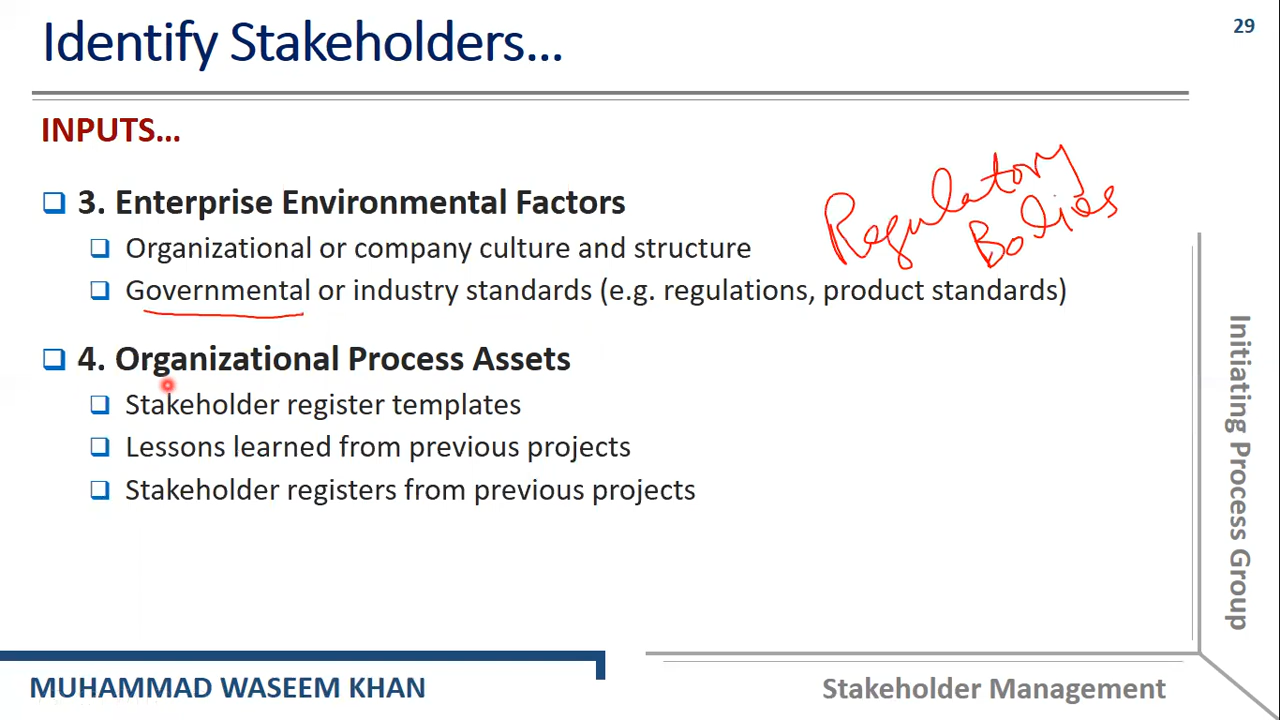 Identify Stakeholders...
29
INPUTS...
3. Enterprise Environmental Factors
Organizational or company culture and structure
Governmental or industry standards (e.g. regulations, product standards)
Regulatory
Bodies
4. Organizational Process Assets
Stakeholder register templates
Lessons learned from previous projects
Stakeholder registers from previous projects
Initiating Process Group
MUHAMMAD WASEEM KHAN
Stakeholder Management